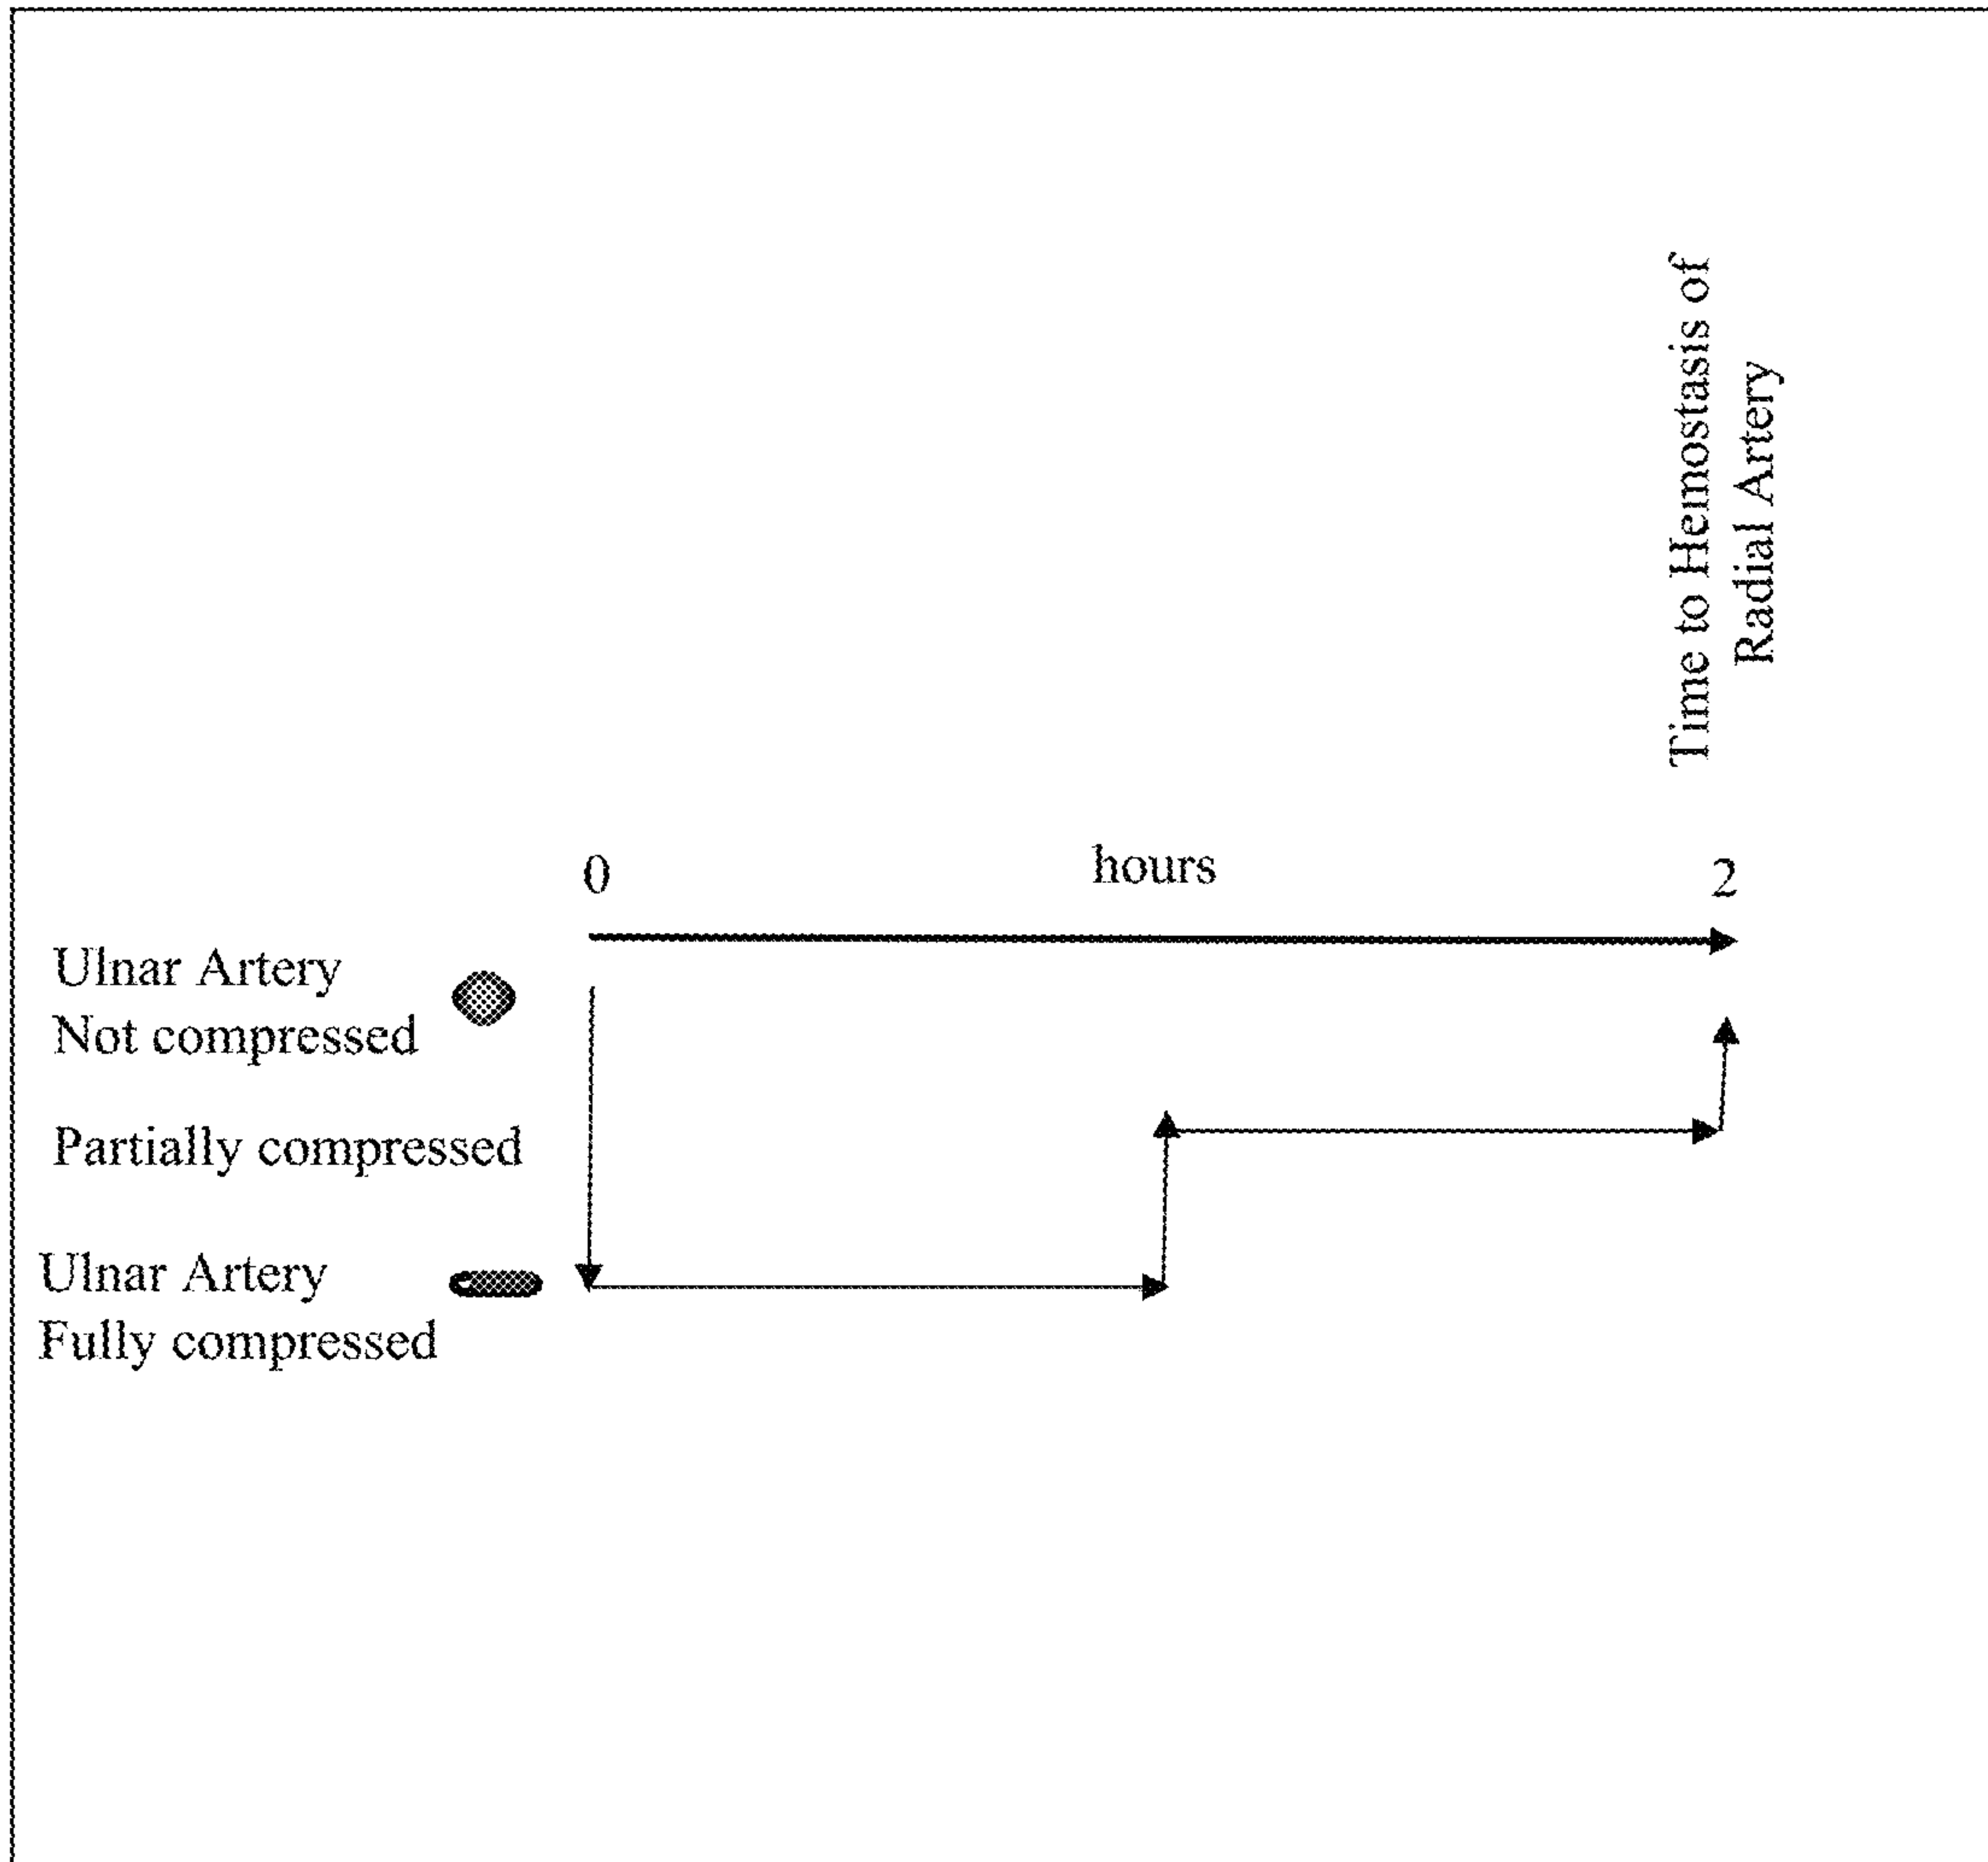 Time to Hemostasis of
Radial Artery
0 hours 2
Ulnar Artery
Not compressed
Partially compressed
Ulnar Artery
Fully compressed